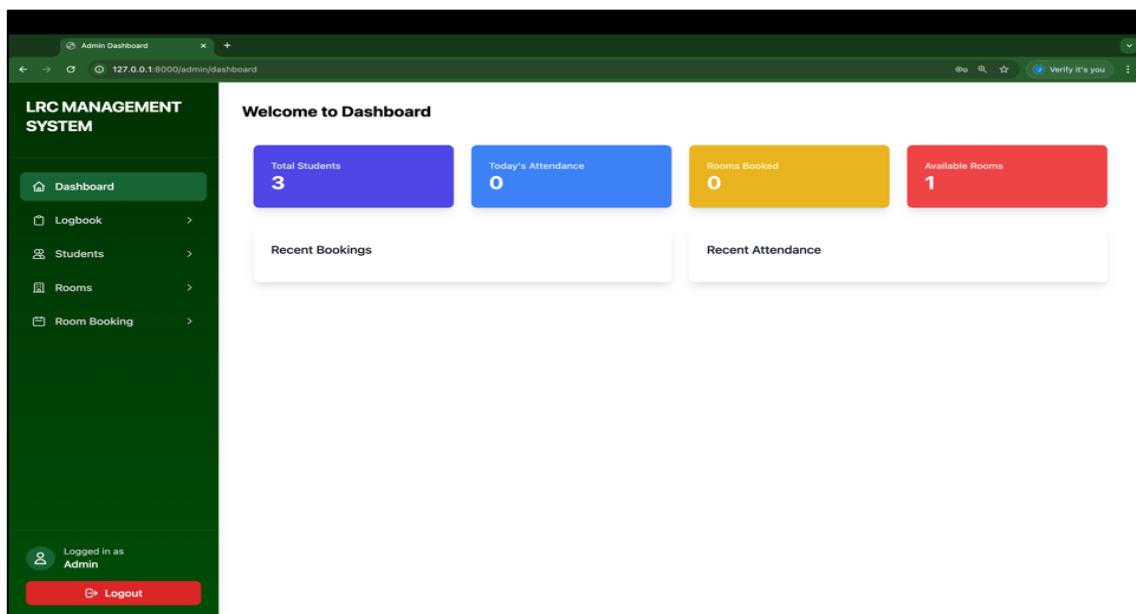 Admin Dashboard
127.0.0.1:8000/admin/dashboard
Verify it's you
LRC MANAGEMENT
SYSTEM
Dashboard
Logbook
Students
Rooms
Room Booking
Logged in as
Admin
Logout
Welcome to Dashboard
Total Students
3
Today's Attendance
0
Rooms Booked
0
Available Rooms
1
Recent Bookings
Recent Attendance